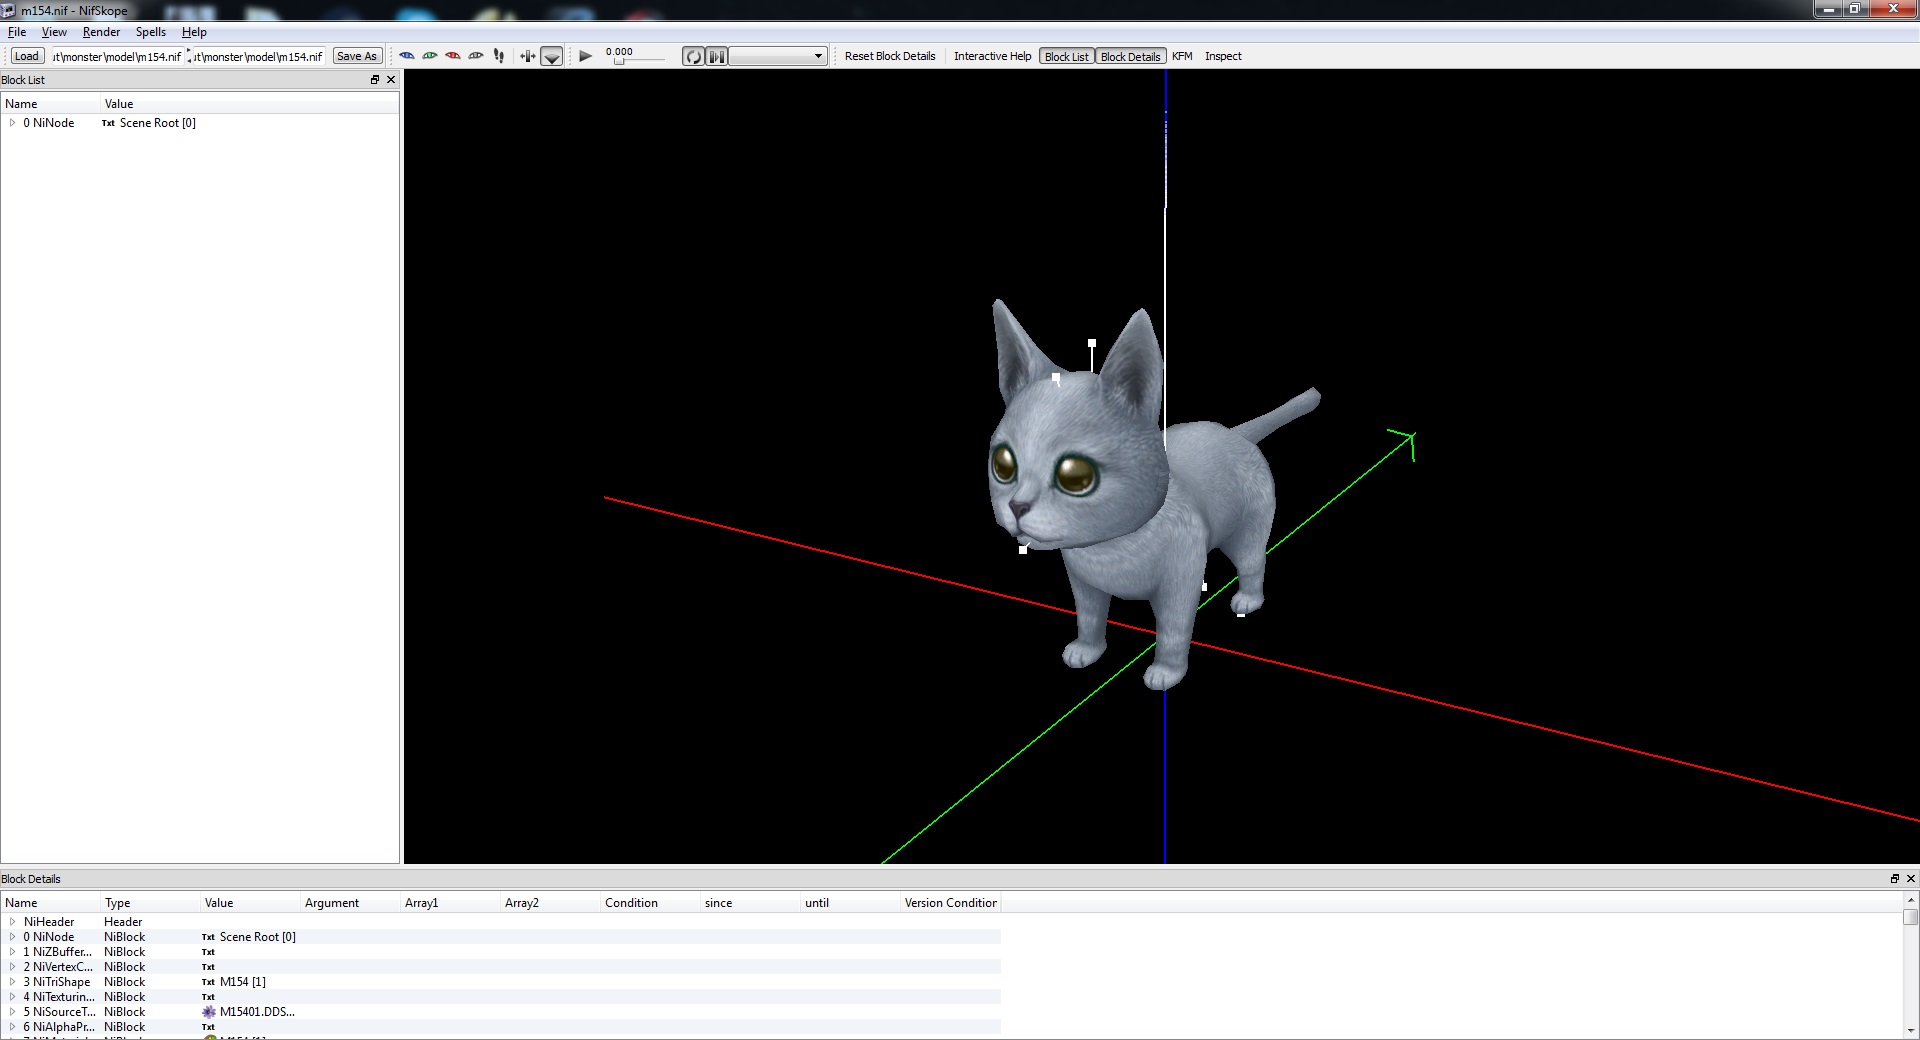 m154.nif - NifSkope
File View Render Spells Help
Load ut\monster\model\m154.nif ut\monster\model\m154.nif Save As 0.000 Reset Block Details Interactive Help Block List Block Details KFM Inspect
Block List
Name Value
0 NiNode Txt Scene Root [0]
Block Details
Name Type Value Argument Array1 Array2 Condition since until Version Condition
NiHeader Header
0 NiNode NiBlock Txt Scene Root [0]
1 NiZBuffer... NiBlock Txt
2 NiVertexC... NiBlock Txt
3 NiTriShape NiBlock Txt M154 [1]
4 NiTexturin... NiBlock Txt
5 NiSourceT... NiBlock M15401.DDS...
6 NiAlphaPr... NiBlock Txt